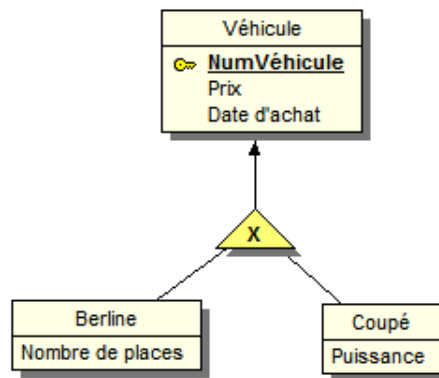 Véhicule
NumVéhicule
Prix
Date d'achat
X
Berline
Nombre de places
Coupé
Puissance